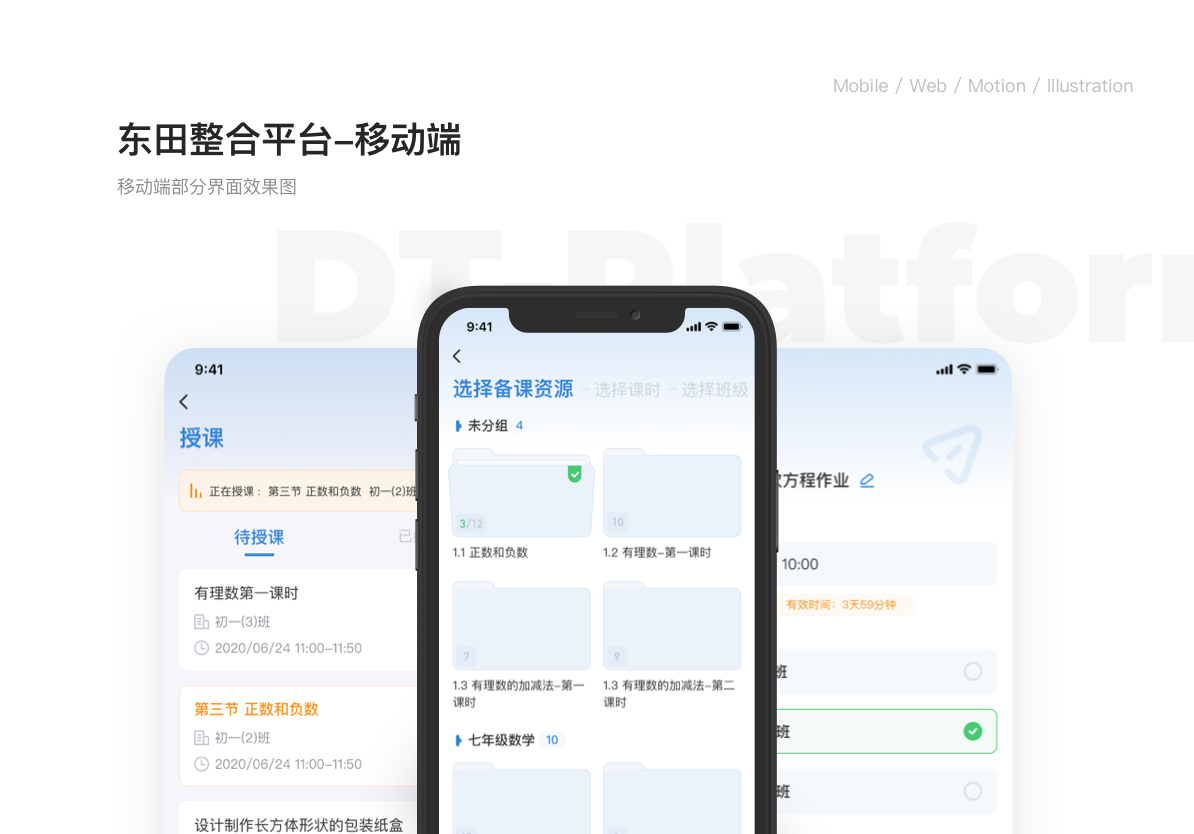 Mobile / Web / Motion / Illustration
东田整合平台–移动端
移动端部分界面效果图
9:41
授课
正在授课： 第三节 正数和负数 初一(2)班
待授课
已
有理数第一课时
初一(3)班
2020/06/24 11:00–11:50
第三节 正数和负数
初一(2)班
2020/06/24 11:00–11:50
设计制作长方体形状的包装纸盒
9:41
选择备课资源 – 选择课时 – 选择班级
未分组 4
3/12
10
1.1 正数和负数
1.2 有理数–第一课时
7
9
1.3 有理数的加减法–第一
课时
1.3 有理数的加减法–第二
课时
七年级数学 10
方程作业
10:00
有效时间：3天59分钟
班
班
班